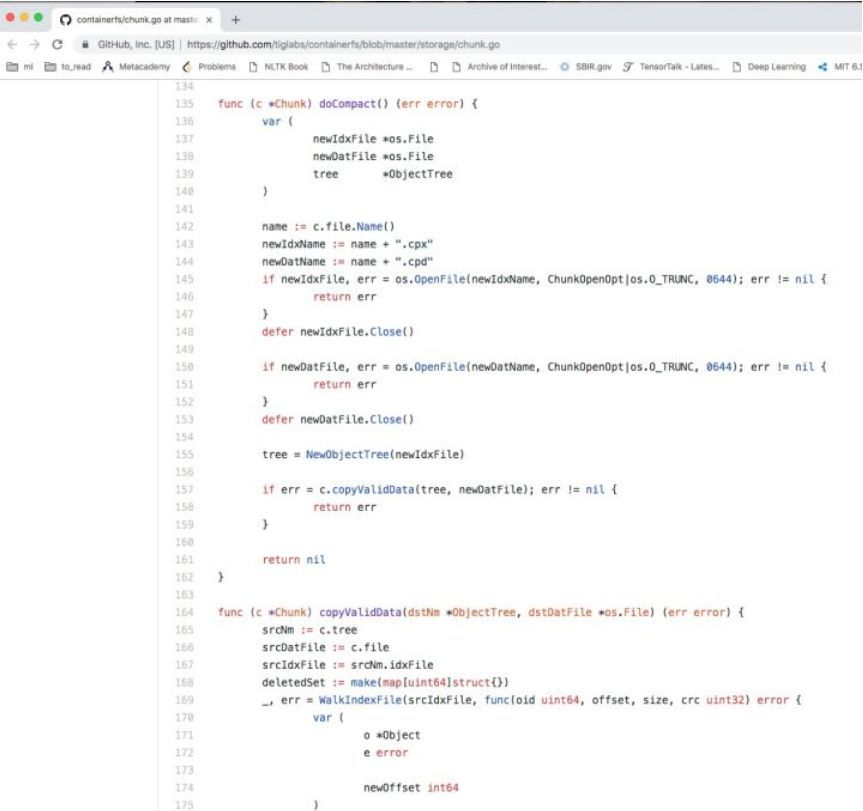 containerfs/chunk.go at maste
GitHub, Inc. [US] | https://github.com/tiglabs/containerfs/blob/master/storage/chunk.go
ml to_read Metacademy Problems NLTK Book The Architecture ... Archive of Interest... SBIR.gov TensorTalk - Lates... Deep Learning MIT 6.S
134
135 func (c *Chunk) doCompact() (err error) {
136 var (
137 newIdxFile *os.File
138 newDatFile *os.File
139 tree *ObjectTree
140 )
141
142 name := c.file.Name()
143 newIdxName := name + ".cpx"
144 newDatName := name + ".cpd"
145 if newIdxFile, err = os.OpenFile(newIdxName, ChunkOpenOpt|os.O_TRUNC, 0644); err != nil {
146 return err
147 }
148 defer newIdxFile.Close()
149
150 if newDatFile, err = os.OpenFile(newDatName, ChunkOpenOpt|os.O_TRUNC, 0644); err != nil {
151 return err
152 }
153 defer newDatFile.Close()
154
155 tree = NewObjectTree(newIdxFile)
156
157 if err = c.copyValidData(tree, newDatFile); err != nil {
158 return err
159 }
160
161 return nil
162 }
163
164 func (c *Chunk) copyValidData(dstNm *ObjectTree, dstDatFile *os.File) (err error) {
165 srcNm := c.tree
166 srcDatFile := c.file
167 srcIdxFile := srcNm.idxFile
168 deletedSet := make(map[uint64]struct{})
169 _, err = WalkIndexFile(srcIdxFile, func(oid uint64, offset, size, crc uint32) error {
170 var (
171 o *Object
172 e error
173
174 newOffset int64
175 )